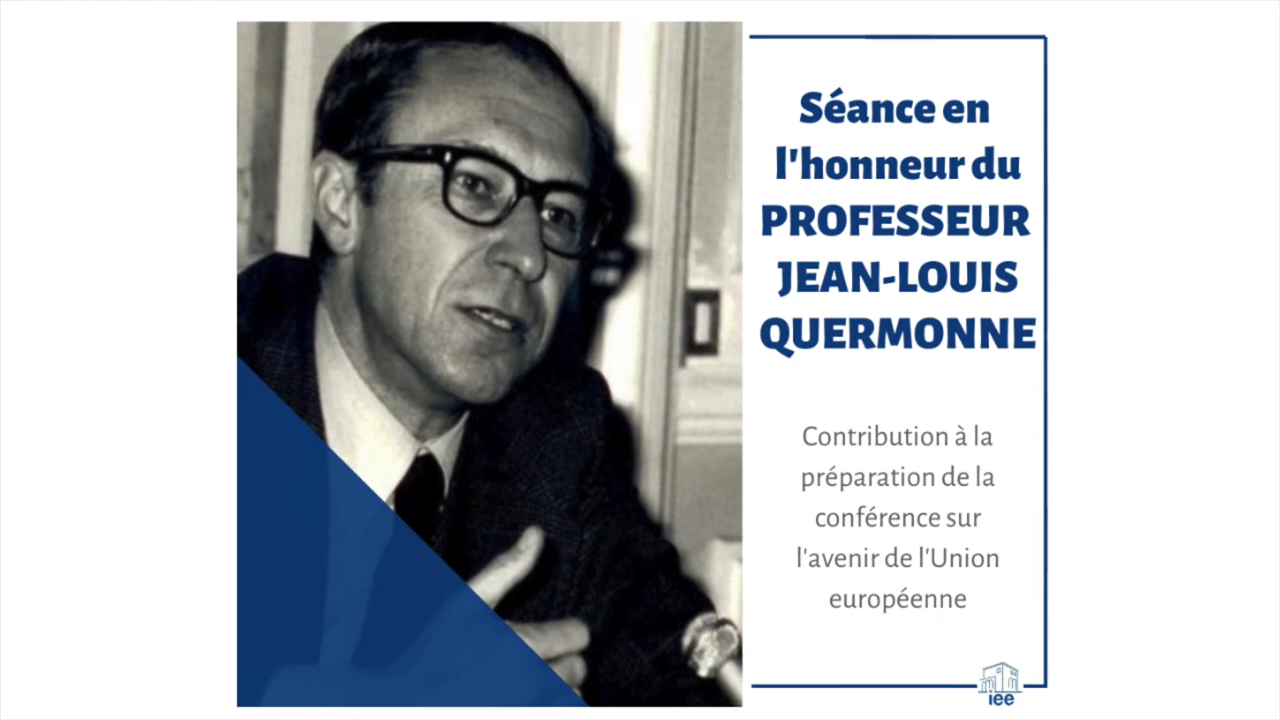 Séance en
l'honneur du
PROFESSEUR
JEAN-LOUIS
QUERMONNE
Contribution à la
préparation de la
conférence sur
l'avenir de l'Union
européenne
iee